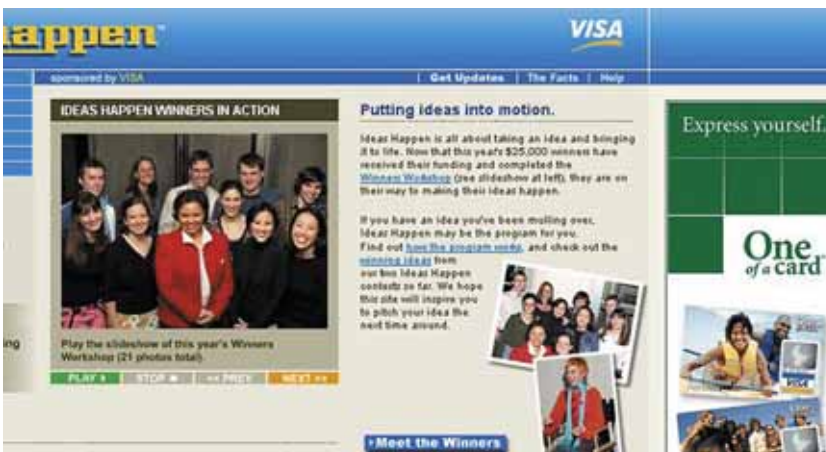 appen
VISA
sponsored by VISA
| Get Updates | The Facts | Help
IDEAS HAPPEN WINNERS IN ACTION
Play the slideshow of this year's Winners
Workshop (21 photos total).
PLAY
STOP
<< PREV
NEXT >>
Putting ideas into motion.
Ideas Happen is all about taking an idea and bringing
it to life. Now that this year's $25,000 winners have
received their funding and completed the
Winners Workshop (see slideshow at left), they are on
their way to making their ideas happen.
If you have an idea you've been mulling over,
Ideas Happen may be the program for you.
Find out how the program works, and check out the
winning ideas from
our two Ideas Happen
contests so far. We hope
this site will inspire you
to pitch your idea the
next time around.
Meet the Winners
Express yourself.
One
of a card
VISA
ing